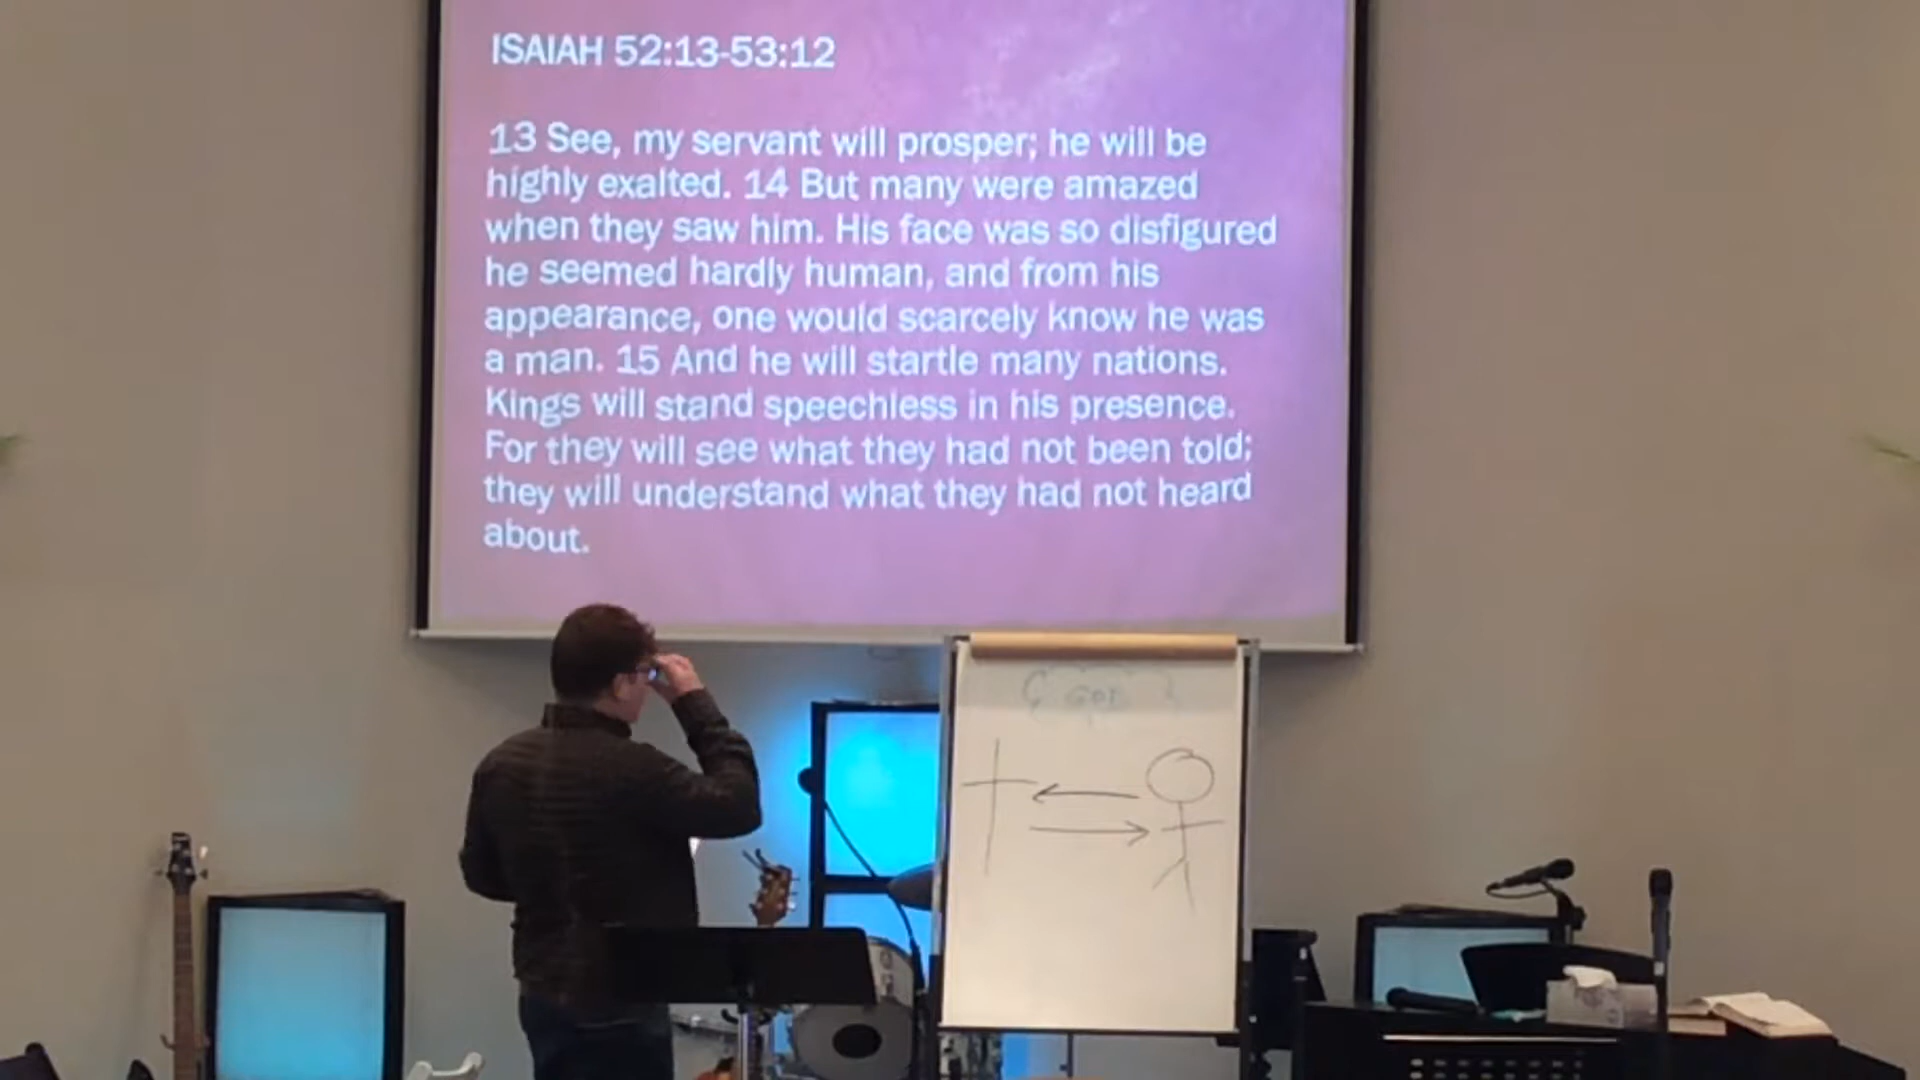 ISAIAH 52:13-53:12
13 See, my servant will prosper; he will be
highly exalted. 14 But many were amazed
when they saw him. His face was so disfigured
he seemed hardly human, and from his
appearance, one would scarcely know he was
a man. 15 And he will startle many nations.
Kings will stand speechless in his presence.
For they will see what they had not been told;
they will understand what they had not heard
about.
GOD